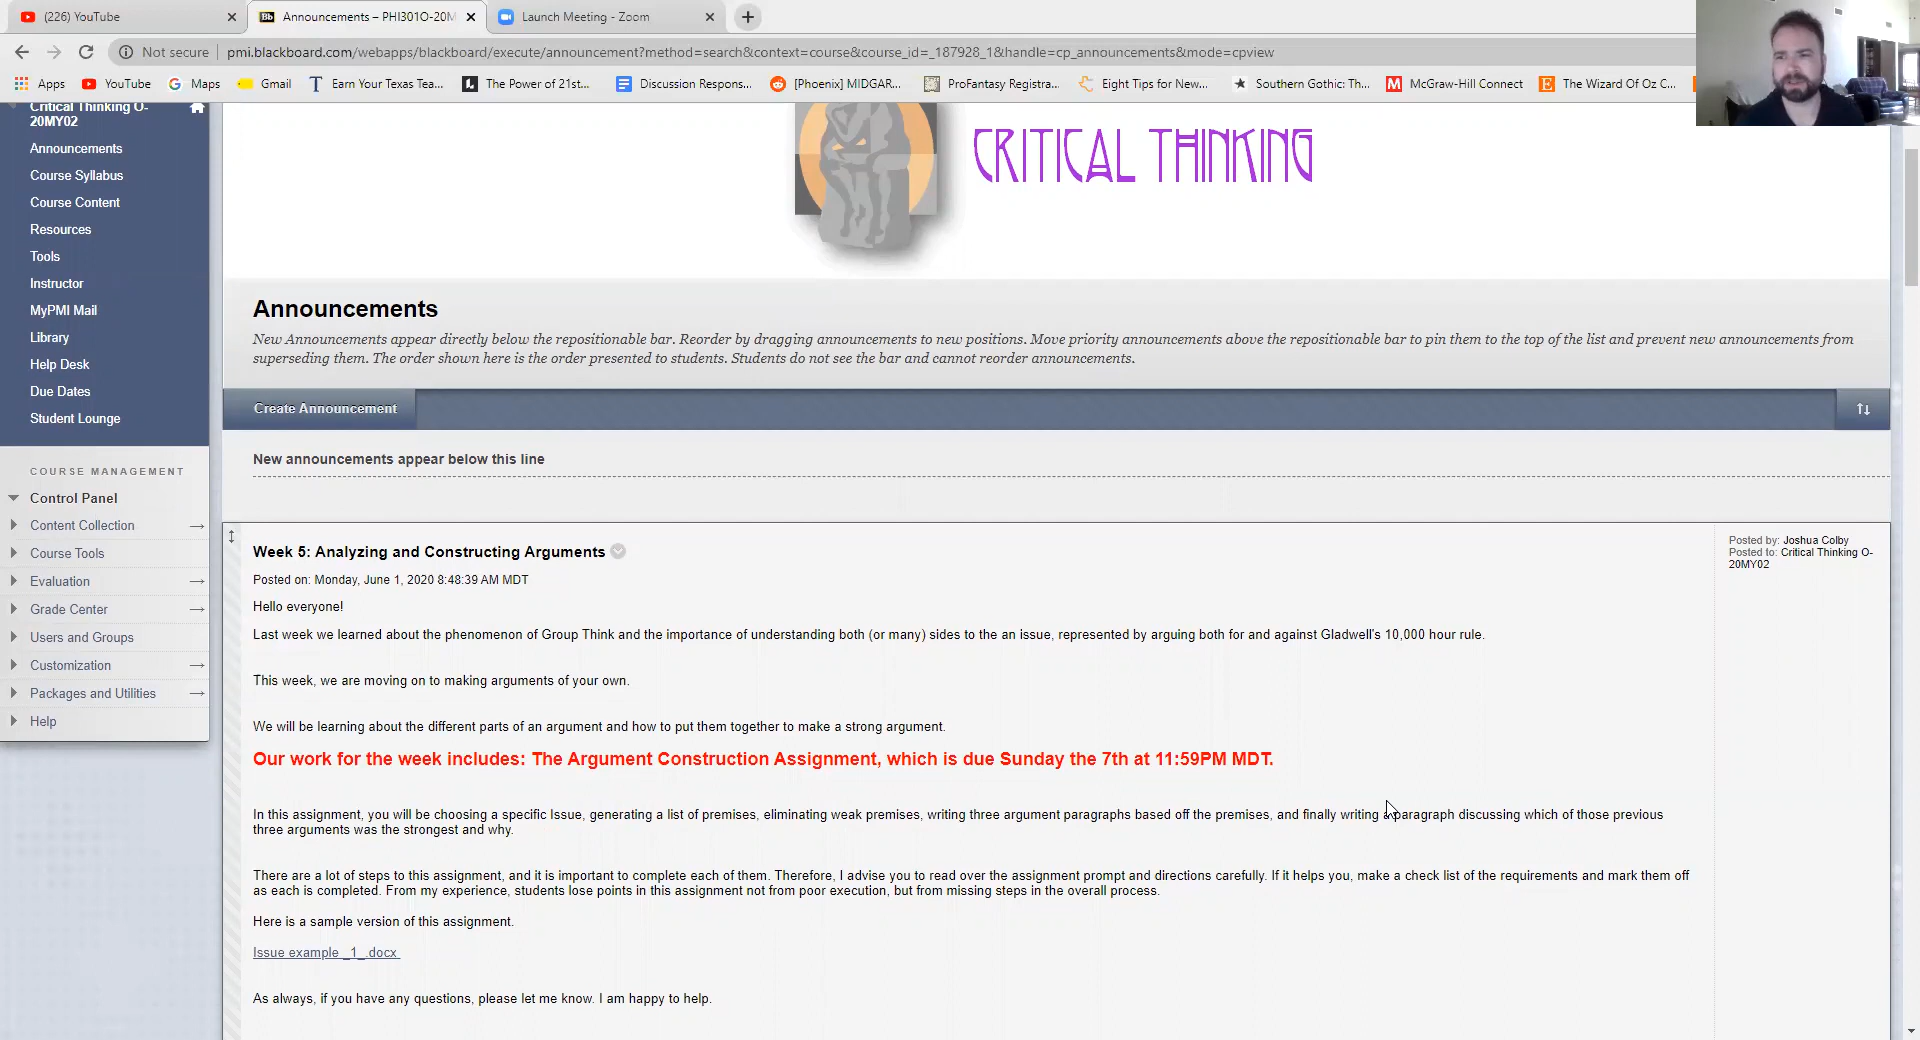 (226) YouTube
Announcements – PHI301O-20M
Launch Meeting - Zoom
Not secure
pmi.blackboard.com/webapps/blackboard/execute/announcement?method=search&context=course&course_id=_187928_1&handle=cp_announcements&mode=cpview
Apps
YouTube
Maps
Gmail
Earn Your Texas Tea...
The Power of 21st...
Discussion Respons...
[Phoenix] MIDGAR...
ProFantasy Registra...
Eight Tips for New...
Southern Gothic: Th...
McGraw-Hill Connect
The Wizard Of Oz C...
Critical Thinking O-
20MY02
Announcements
Course Syllabus
Course Content
Resources
Tools
Instructor
MyPMI Mail
Library
Help Desk
Due Dates
Student Lounge
COURSE MANAGEMENT
Control Panel
Content Collection
Course Tools
Evaluation
Grade Center
Users and Groups
Customization
Packages and Utilities
Help
CRITICAL THINKING
Announcements
New Announcements appear directly below the repositionable bar. Reorder by dragging announcements to new positions. Move priority announcements above the repositionable bar to pin them to the top of the list and prevent new announcements from
superseding them. The order shown here is the order presented to students. Students do not see the bar and cannot reorder announcements.
Create Announcement
New announcements appear below this line
Week 5: Analyzing and Constructing Arguments
Posted on: Monday, June 1, 2020 8:48:39 AM MDT
Hello everyone!
Last week we learned about the phenomenon of Group Think and the importance of understanding both (or many) sides to the an issue, represented by arguing both for and against Gladwell's 10,000 hour rule.
This week, we are moving on to making arguments of your own.
We will be learning about the different parts of an argument and how to put them together to make a strong argument.
Our work for the week includes: The Argument Construction Assignment, which is due Sunday the 7th at 11:59PM MDT.
In this assignment, you will be choosing a specific Issue, generating a list of premises, eliminating weak premises, writing three argument paragraphs based off the premises, and finally writing a paragraph discussing which of those previous
three arguments was the strongest and why.
There are a lot of steps to this assignment, and it is important to complete each of them. Therefore, I advise you to read over the assignment prompt and directions carefully. If it helps you, make a check list of the requirements and mark them off
as each is completed. From my experience, students lose points in this assignment not from poor execution, but from missing steps in the overall process.
Here is a sample version of this assignment.
Issue example _1_.docx
As always, if you have any questions, please let me know. I am happy to help.
Posted by: Joshua Colby
Posted to: Critical Thinking O-
20MY02